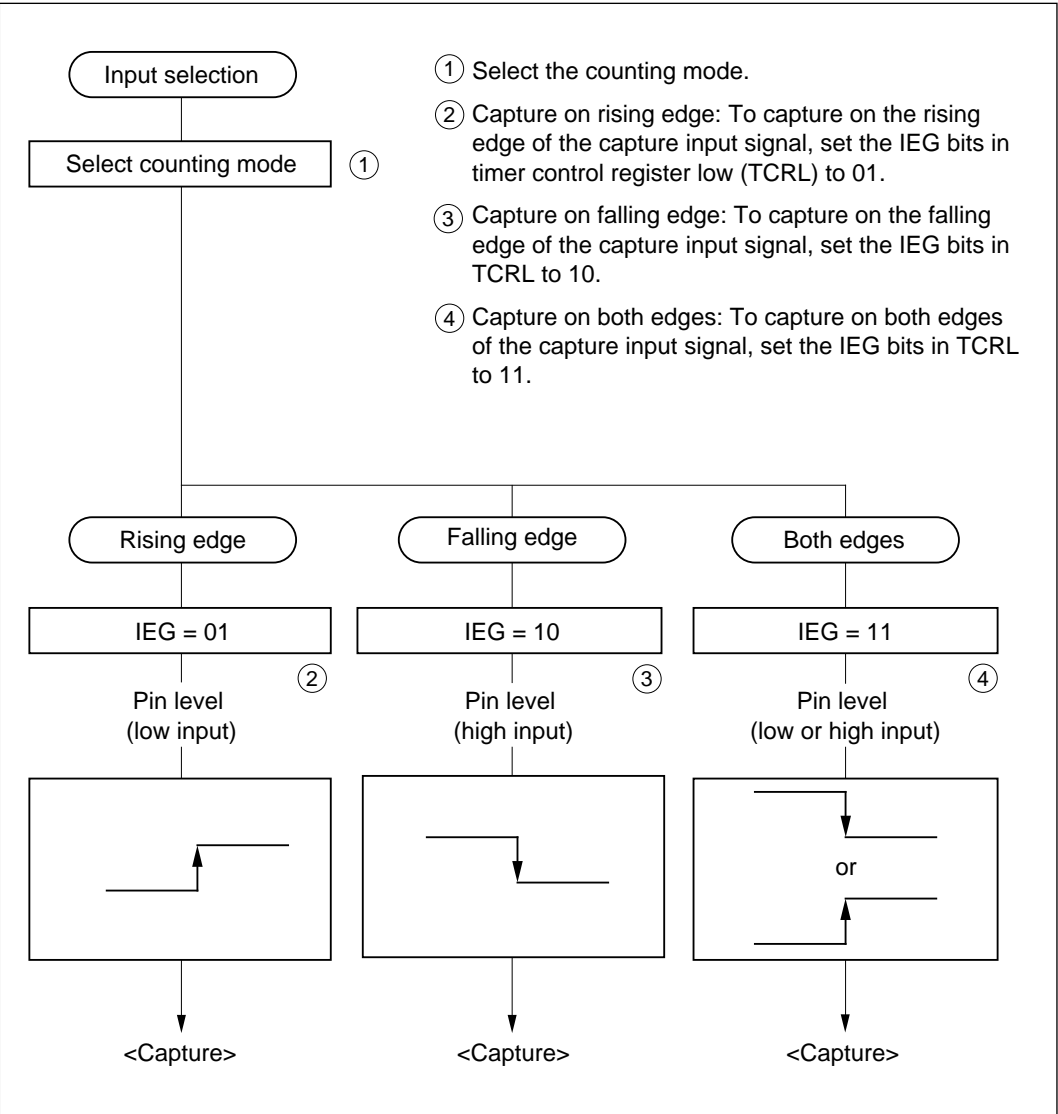 Input selection
Select counting mode
①
① Select the counting mode.
② Capture on rising edge: To capture on the rising
edge of the capture input signal, set the IEG bits in
timer control register low (TCRL) to 01.
③ Capture on falling edge: To capture on the falling
edge of the capture input signal, set the IEG bits in
TCRL to 10.
④ Capture on both edges: To capture on both edges
of the capture input signal, set the IEG bits in TCRL
to 11.
Rising edge
IEG = 01
②
Pin level
(low input)
<Capture>
Falling edge
IEG = 10
③
Pin level
(high input)
<Capture>
Both edges
IEG = 11
④
Pin level
(low or high input)
or
<Capture>